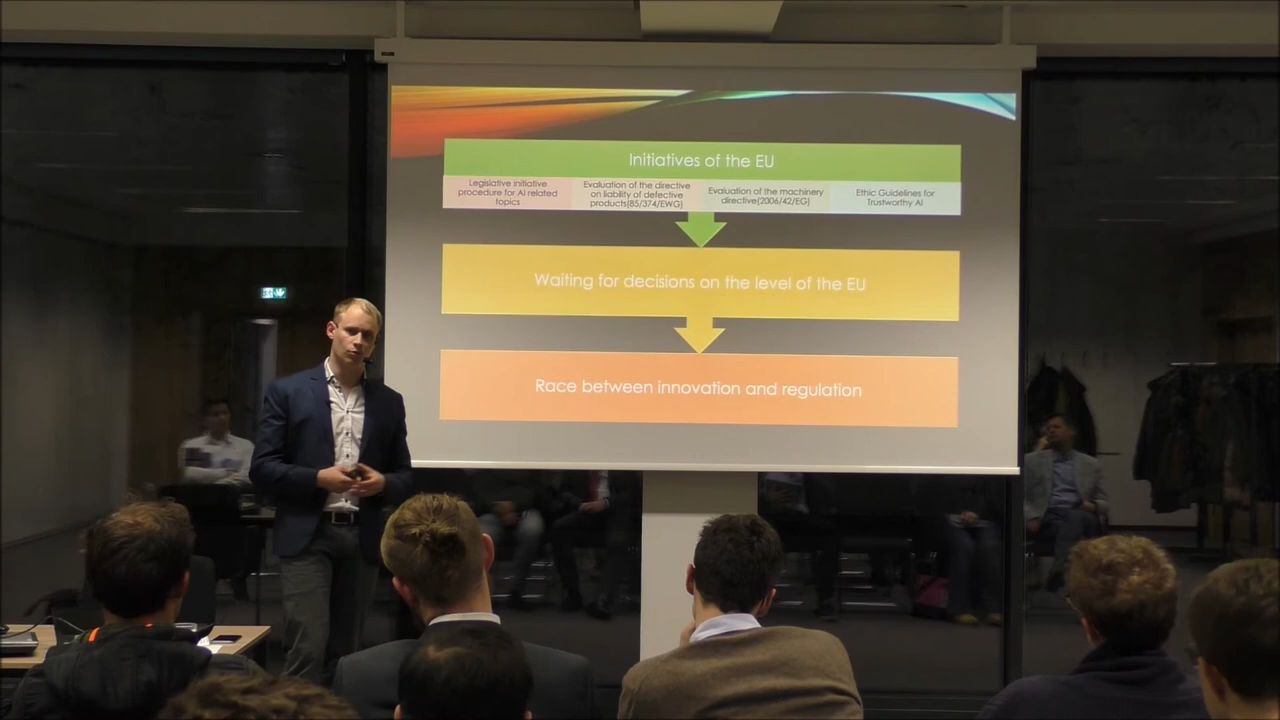 Initiatives of the EU
Legislative initiative
procedure for AI related
topics
Evaluation of the directive
on liability of defective
products(85/374/EWG)
Evaluation of the machinery
directive(2006/42/EG)
Ethic Guidelines for
Trustworthy AI
Waiting for decisions on the level of the EU
Race between innovation and regulation